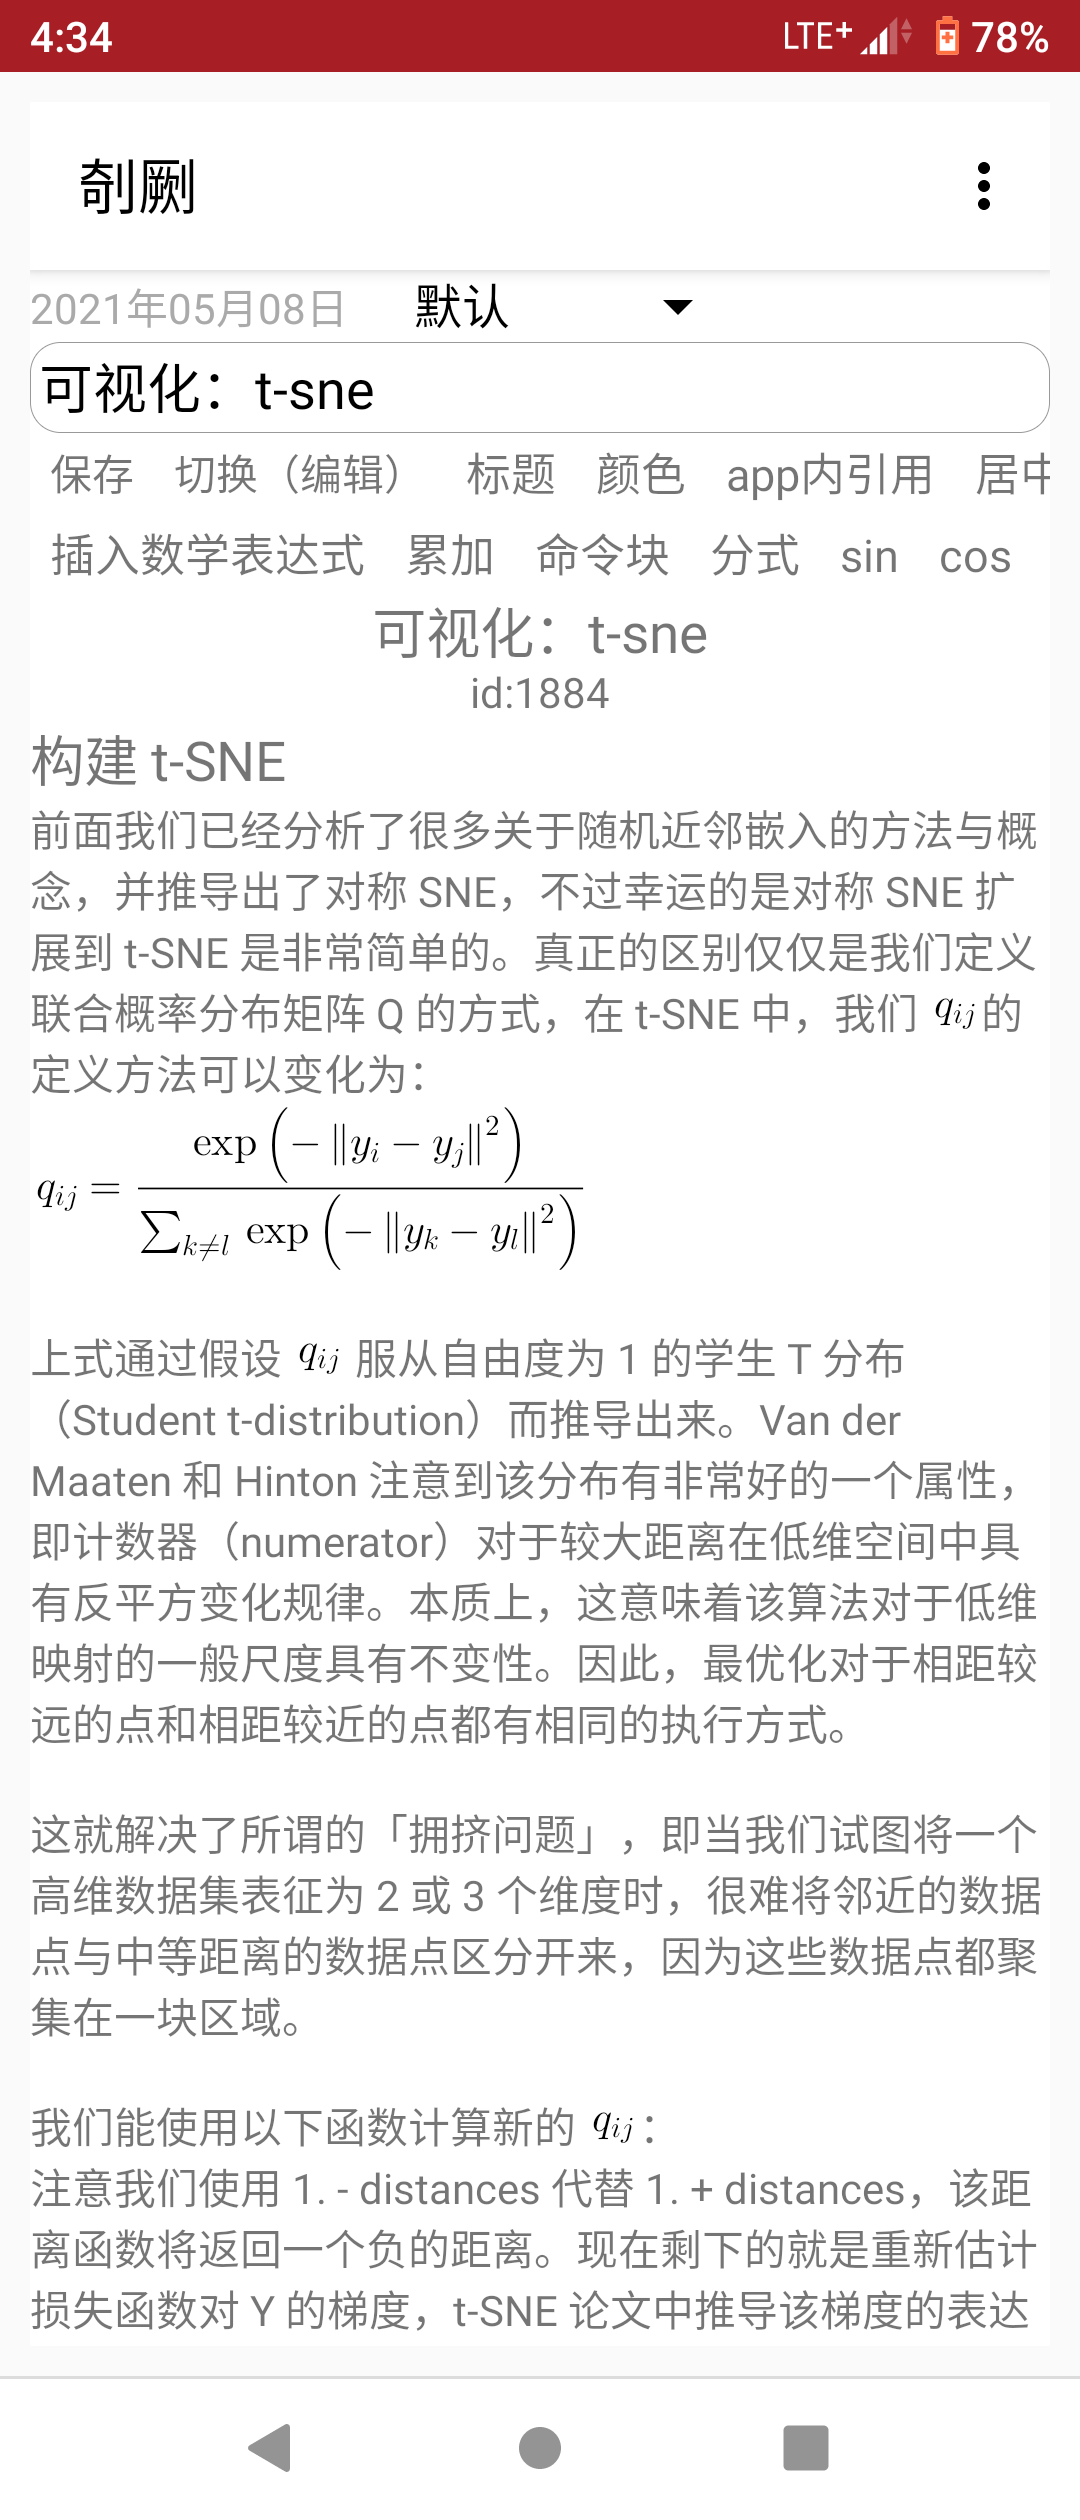 4:34 LTE+ 78%
剞劂
2021年05月08日 默认
可视化：t-sne
保存 切换（编辑） 标题 颜色 app内引用 居中
插入数学表达式 累加 命令块 分式 sin cos
可视化：t-sne
id:1884
构建 t-SNE
前面我们已经分析了很多关于随机近邻嵌入的方法与概
念，并推导出了对称 SNE，不过幸运的是对称 SNE 扩
展到 t-SNE 是非常简单的。真正的区别仅仅是我们定义
联合概率分布矩阵 Q 的方式，在 t-SNE 中，我们 q_{ij} 的
定义方法可以变化为：
q_{ij} = \frac{\exp\left(-\|y_i - y_j\|^2\right)}{\sum_{k \neq l} \exp\left(-\|y_k - y_l\|^2\right)}
上式通过假设 q_{ij} 服从自由度为 1 的学生 T 分布
（Student t-distribution）而推导出来。Van der
Maaten 和 Hinton 注意到该分布有非常好的一个属性，
即计数器（numerator）对于较大距离在低维空间中具
有反平方变化规律。本质上，这意味着该算法对于低维
映射的一般尺度具有不变性。因此，最优化对于相距较
远的点和相距较近的点都有相同的执行方式。
这就解决了所谓的「拥挤问题」，即当我们试图将一个
高维数据集表征为 2 或 3 个维度时，很难将邻近的数据
点与中等距离的数据点区分开来，因为这些数据点都聚
集在一块区域。
我们能使用以下函数计算新的 q_{ij}：
注意我们使用 1. - distances 代替 1. + distances，该距
离函数将返回一个负的距离。现在剩下的就是重新估计
损失函数对 Y 的梯度，t-SNE 论文中推导该梯度的表达